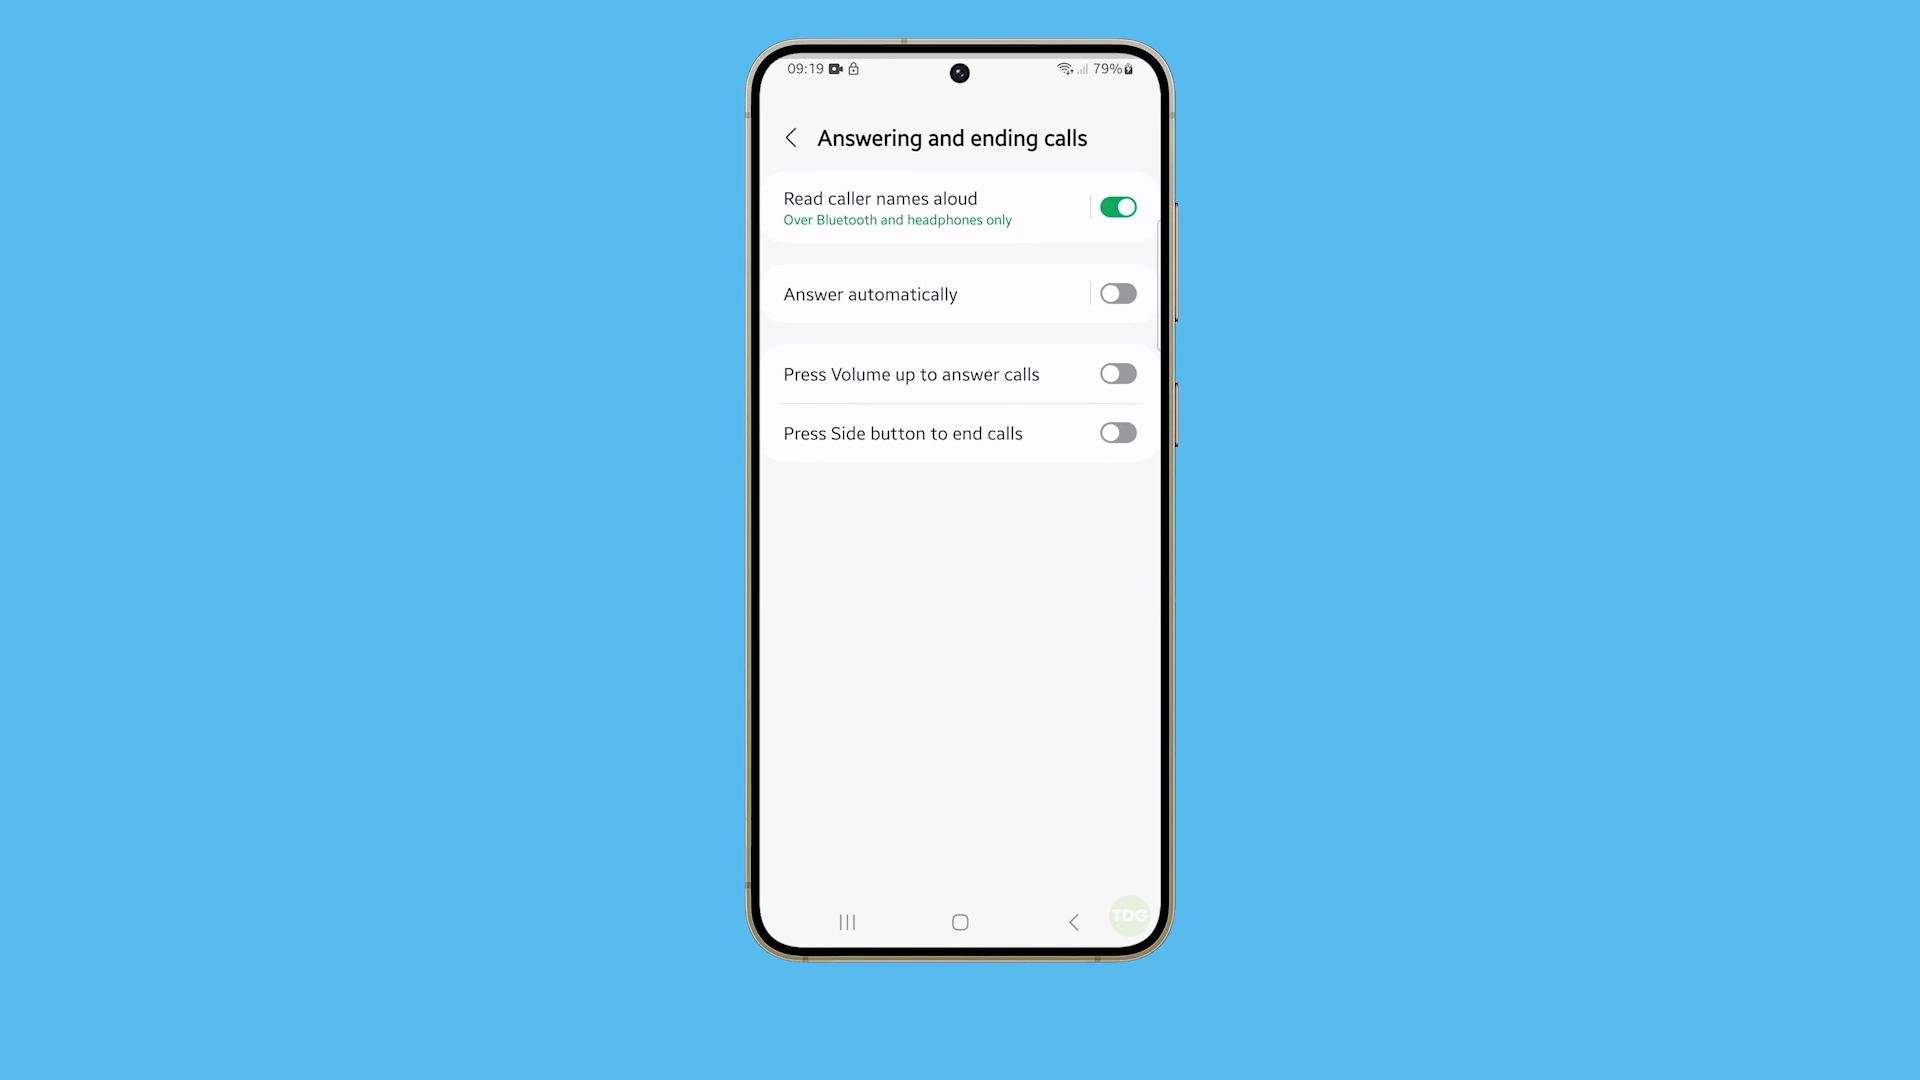 09:19
79%
Answering and ending calls
Read caller names aloud
Over Bluetooth and headphones only
Answer automatically
Press Volume up to answer calls
Press Side button to end calls
TDG